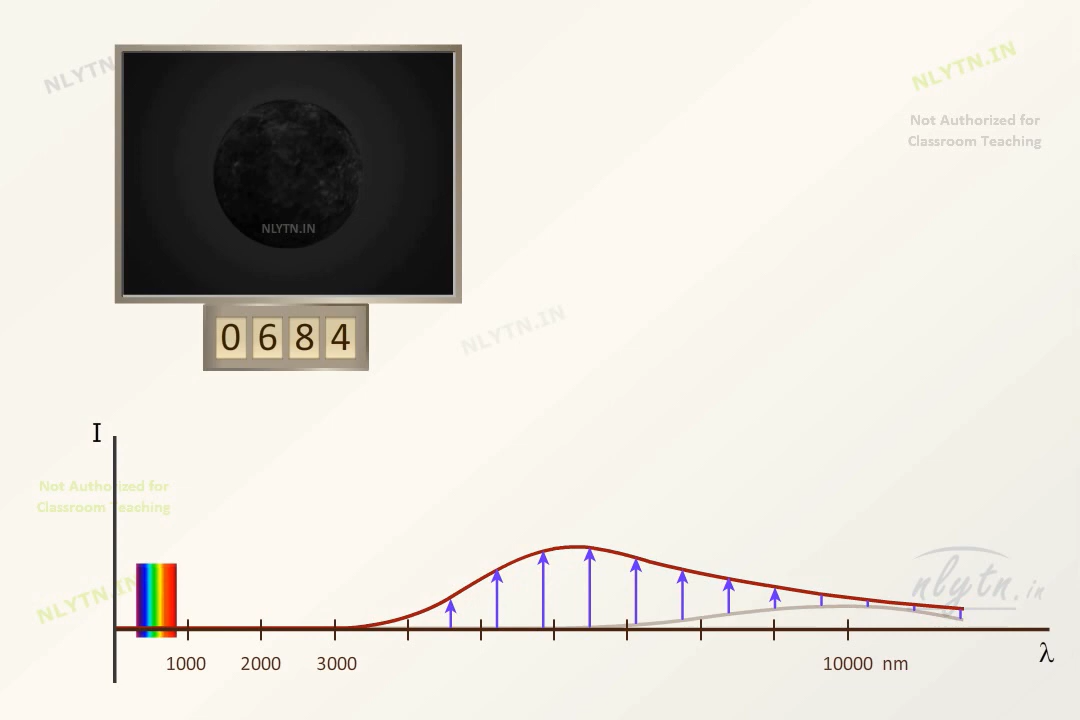 NLYTN.IN
NLYTN.IN
Not Authorized for
Classroom Teaching
NLYTN.IN
0684
NLYTN.IN
I
Not Authorized for
Classroom Teaching
NLYTN.IN
nlytn.in
1000 2000 3000 10000 nm
λ